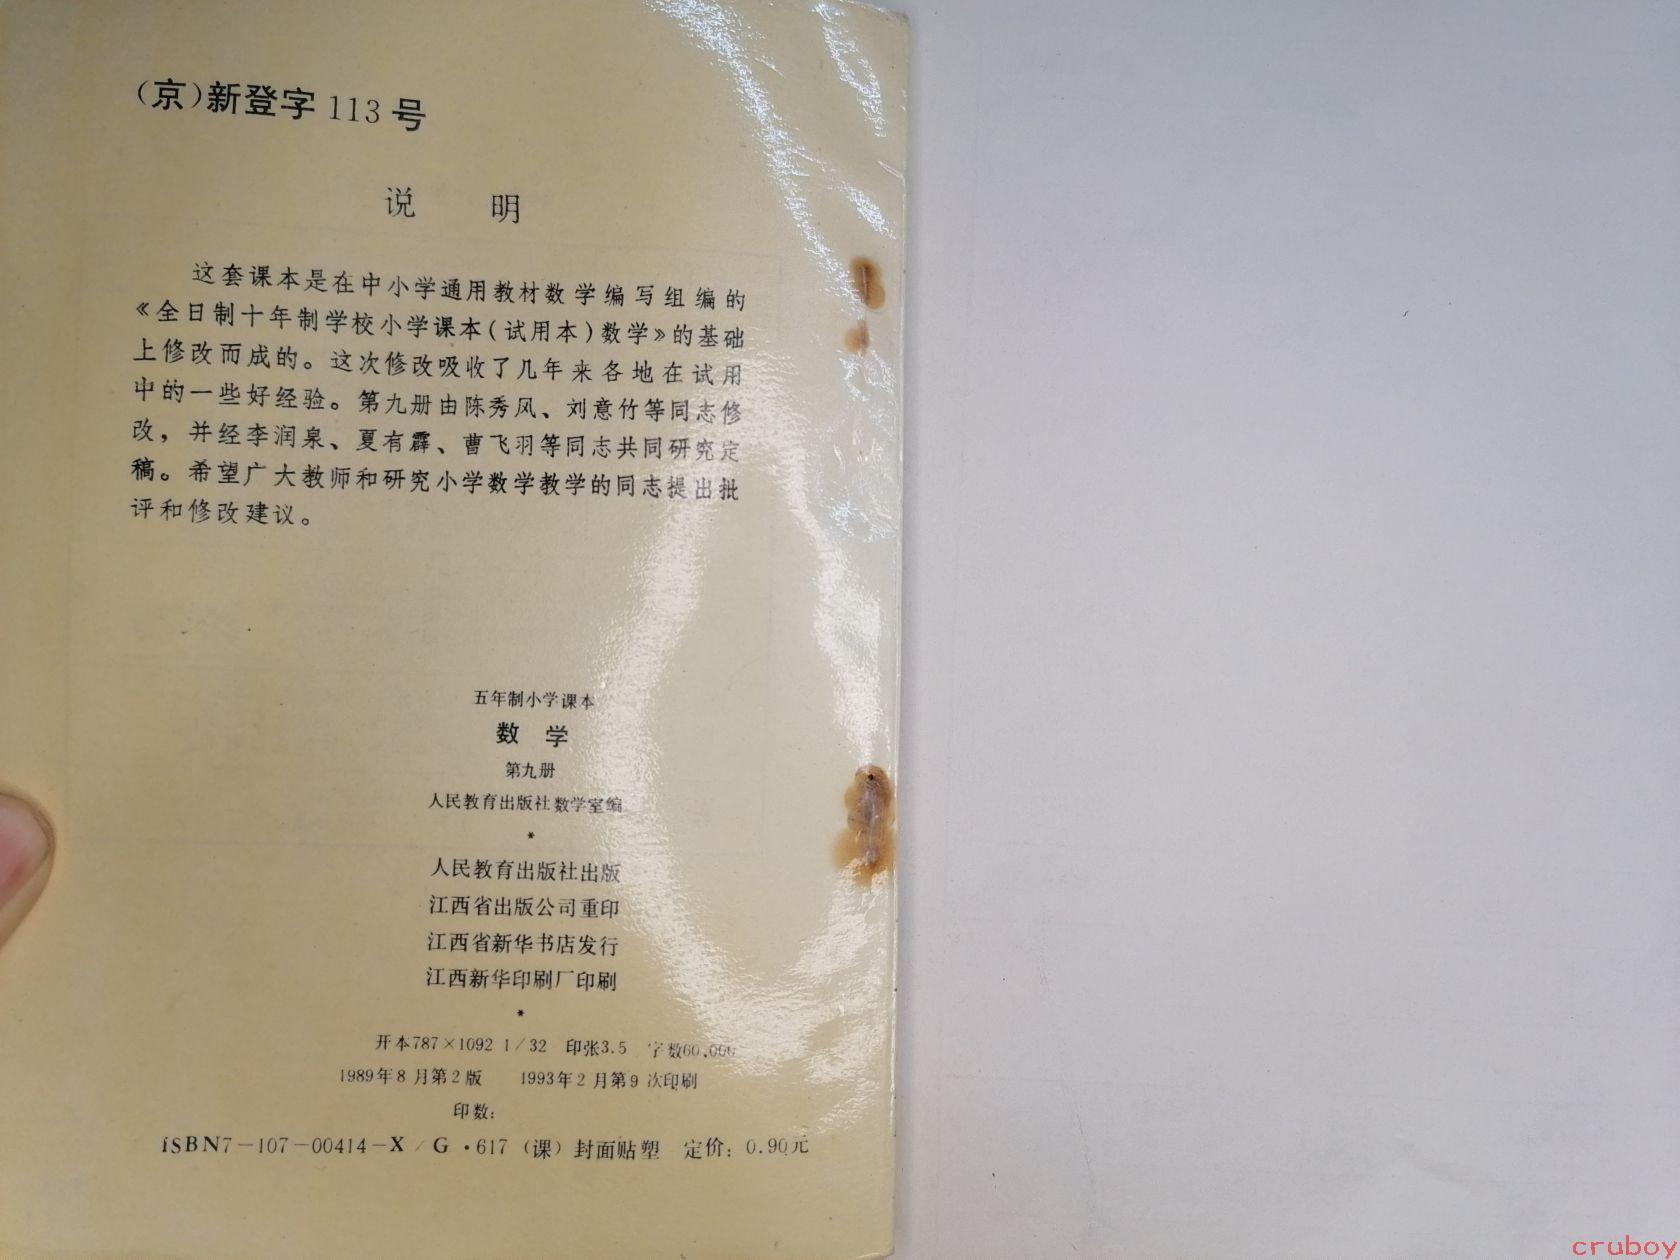 (京)新登字113号
说 明
这套课本是在中小学通用教材数学编写组编的
《全日制十年制学校小学课本(试用本)数学》的基础
上修改而成的。这次修改吸收了几年来各地在试用
中的一些好经验。第九册由陈秀风、刘意竹等同志修
改，并经李润泉、夏有霖、曹飞羽等同志共同研究定
稿。希望广大教师和研究小学数学教学的同志提出批
评和修改建议。
五年制小学课本
数 学
第九册
人民教育出版社数学室编
*
人民教育出版社出版
江西省出版公司重印
江西省新华书店发行
江西新华印刷厂印刷
*
开本787×1092 1/32 印张3.5 字数60,000
1989年8月第2版 1993年2月第9次印刷
印数:
ISBN7-107-00414-X/G·617(课)封面贴塑 定价:0.90元
cruboy